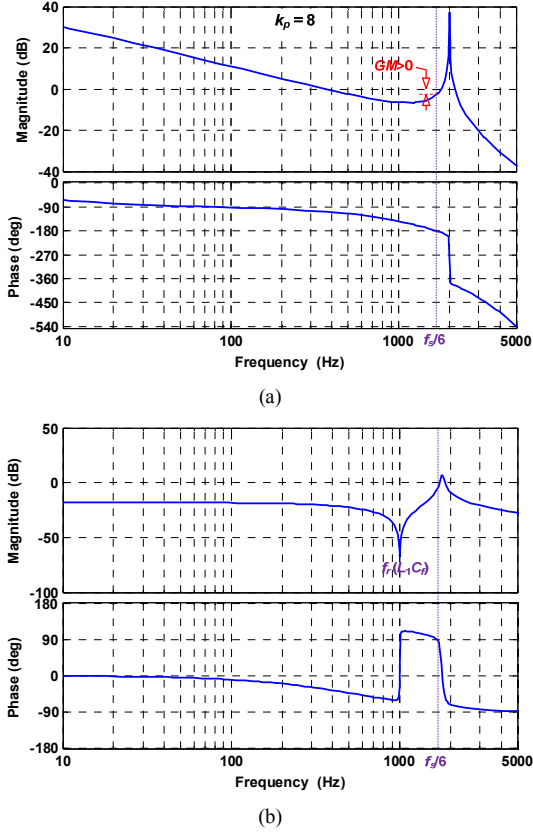 k_p = 8
40
20
0
-20
-40
Magnitude (dB)
GM>0
0
-90
-180
-270
-360
-450
-540
Phase (deg)
10
100
1000
f_s/6
5000
Frequency (Hz)
(a)
50
0
-50
-100
Magnitude (dB)
f_r(L_1C_f)
180
90
0
-90
-180
Phase (deg)
10
100
1000
f_s/6
5000
Frequency (Hz)
(b)